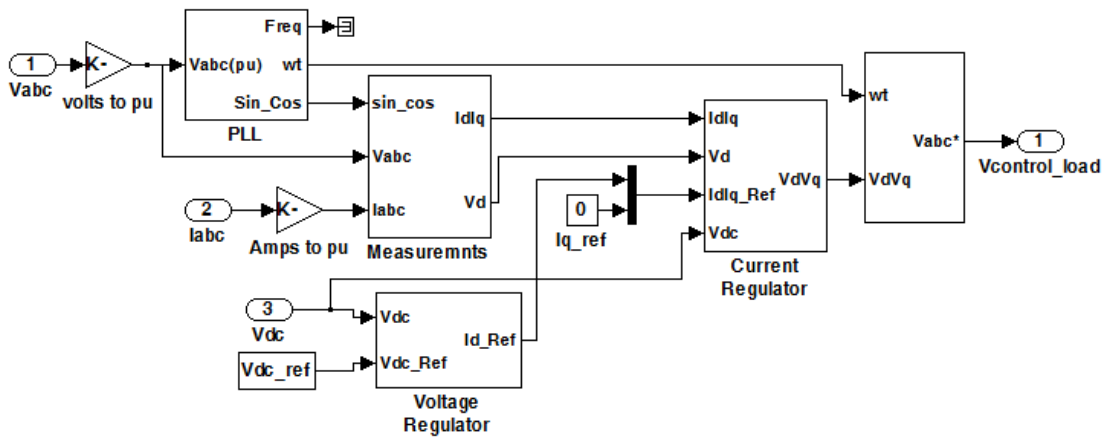 1
Vabc
K-
volts to pu
Freq
Vabc(pu)
wt
Sin_Cos
PLL
2
Iabc
K-
Amps to pu
sin_cos
Vabc
Iabc
IdIq
Vd
Measuremnts
3
Vdc
Vdc_ref
Vdc
Vdc_Ref
Id_Ref
Voltage
Regulator
0
Iq_ref
IdIq
Vd
IdIq_Ref
Vdc
VdVq
Current
Regulator
wt
VdVq
Vabc*
1
Vcontrol_load